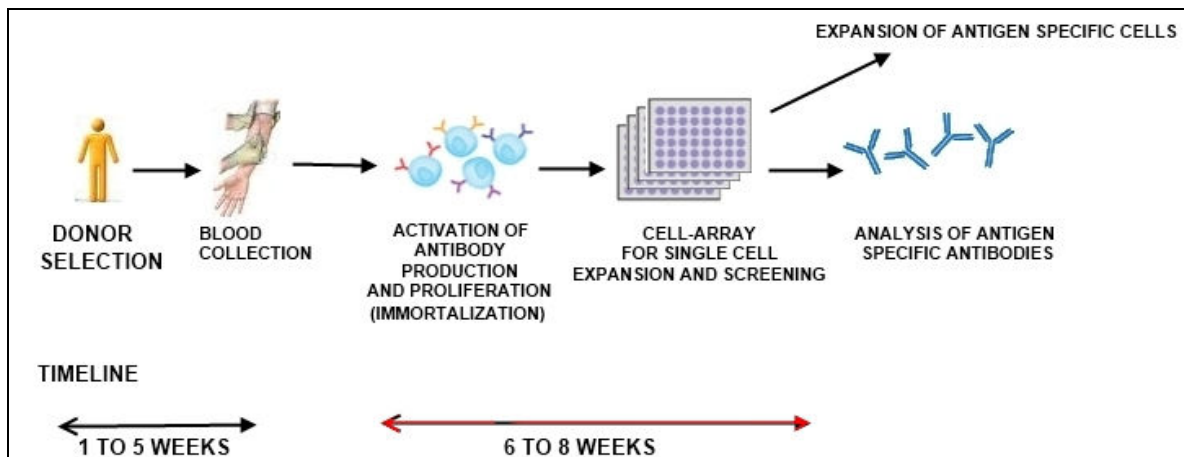 EXPANSION OF ANTIGEN SPECIFIC CELLS
DONOR
SELECTION
BLOOD
COLLECTION
ACTIVATION OF
ANTIBODY
PRODUCTION
AND PROLIFERATION
(IMMORTALIZATION)
CELL-ARRAY
FOR SINGLE CELL
EXPANSION AND SCREENING
ANALYSIS OF ANTIGEN
SPECIFIC ANTIBODIES
TIMELINE
1 TO 5 WEEKS
6 TO 8 WEEKS